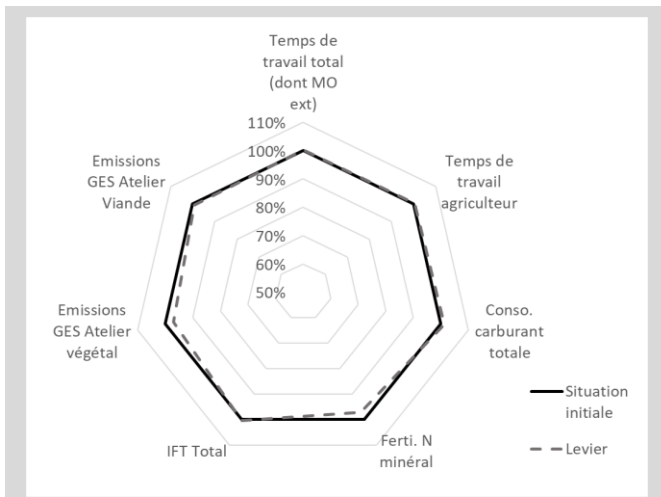 Temps de
travail total
(dont MO
ext)
110%
100%
90%
80%
70%
60%
50%
Temps de
travail
agriculteur
Conso.
carburant
totale
Ferti. N
minéral
IFT Total
Emissions
GES Atelier
végétal
Emissions
GES Atelier
Viande
Situation
initiale
Levier